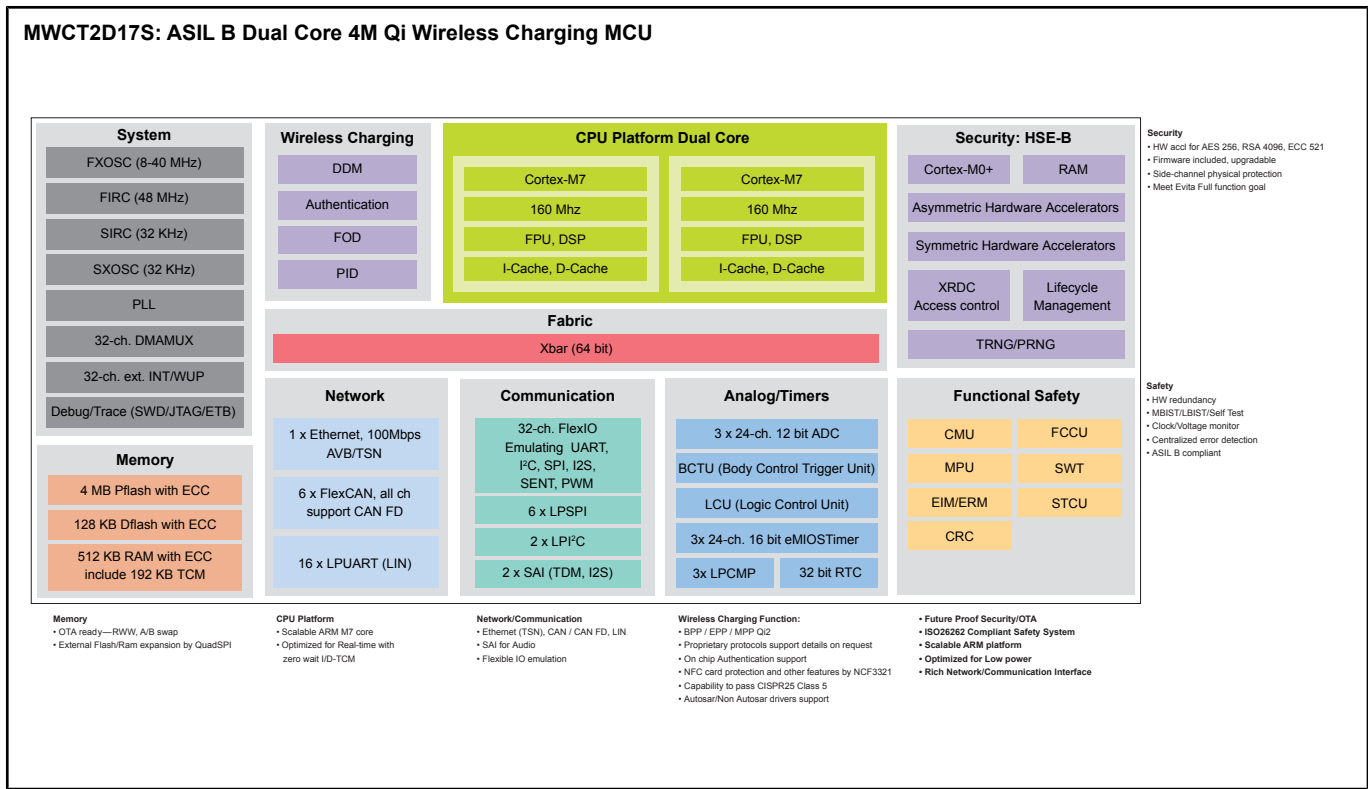 MWCT2D17S: ASIL B Dual Core 4M Qi Wireless Charging MCU
System
FXOSC (8-40 MHz)
FIRC (48 MHz)
SIRC (32 KHz)
SXOSC (32 KHz)
PLL
32-ch. DMAMUX
32-ch. ext. INT/WUP
Debug/Trace (SWD/JTAG/ETB)
Memory
4 MB Pflash with ECC
128 KB Dflash with ECC
512 KB RAM with ECC
include 192 KB TCM
Wireless Charging
DDM
Authentication
FOD
PID
CPU Platform Dual Core
Cortex-M7
160 Mhz
FPU, DSP
I-Cache, D-Cache
Cortex-M7
160 Mhz
FPU, DSP
I-Cache, D-Cache
Fabric
Xbar (64 bit)
Network
1 x Ethernet, 100Mbps
AVB/TSN
6 x FlexCAN, all ch
support CAN FD
16 x LPUART (LIN)
Communication
32-ch. FlexIO
Emulating UART,
I²C, SPI, I2S,
SENT, PWM
6 x LPSPI
2 x LPI²C
2 x SAI (TDM, I2S)
Analog/Timers
3 x 24-ch. 12 bit ADC
BCTU (Body Control Trigger Unit)
LCU (Logic Control Unit)
3x 24-ch. 16 bit eMIOSTimer
3x LPCMP
32 bit RTC
Security: HSE-B
Cortex-M0+
RAM
Asymmetric Hardware Accelerators
Symmetric Hardware Accelerators
XRDC
Access control
Lifecycle
Management
TRNG/PRNG
Functional Safety
CMU
FCCU
MPU
SWT
EIM/ERM
STCU
CRC
Security
• HW accl for AES 256, RSA 4096, ECC 521
• Firmware included, upgradable
• Side-channel physical protection
• Meet Evita Full function goal
Safety
• HW redundancy
• MBIST/LBIST/Self Test
• Clock/Voltage monitor
• Centralized error detection
• ASIL B compliant
Memory
• OTA ready—RWW, A/B swap
• External Flash/Ram expansion by QuadSPI
CPU Platform
• Scalable ARM M7 core
• Optimized for Real-time with
zero wait I/D-TCM
Network/Communication
• Ethernet (TSN), CAN / CAN FD, LIN
• SAI for Audio
• Flexible IO emulation
Wireless Charging Function:
• BPP / EPP / MPP Qi2
• Proprietary protocols support details on request
• On chip Authentication support
• NFC card protection and other features by NCF3321
• Capability to pass CISPR25 Class 5
• Autosar/Non Autosar drivers support
• Future Proof Security/OTA
• ISO26262 Compliant Safety System
• Scalable ARM platform
• Optimized for Low power
• Rich Network/Communication Interface